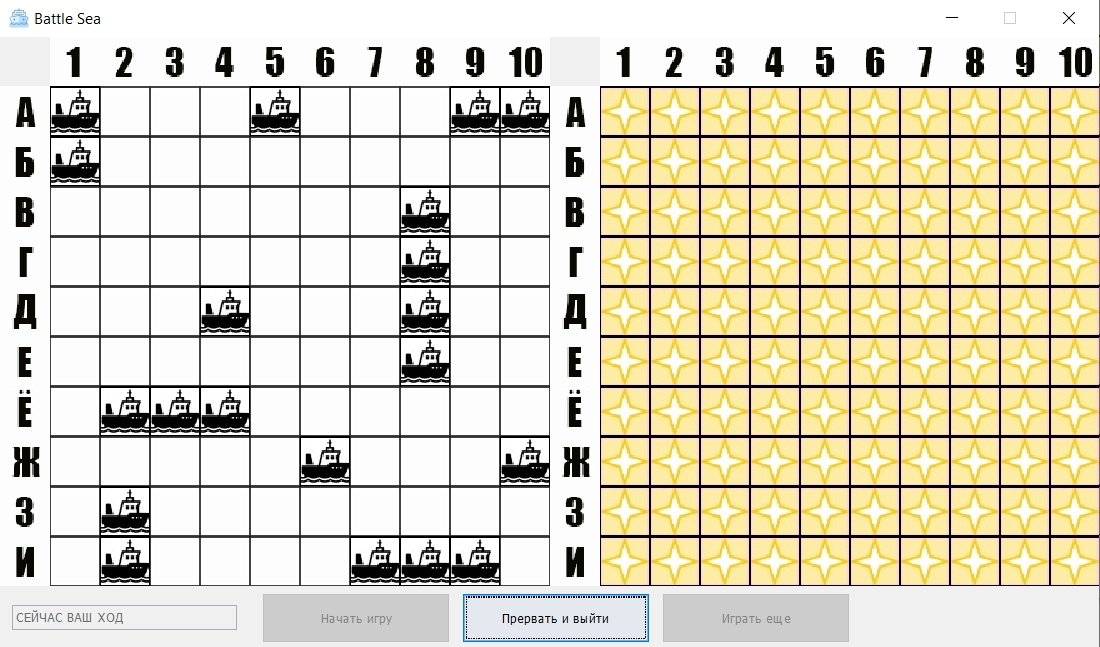 Battle Sea
1 2 3 4 5 6 7 8 9 10 1 2 3 4 5 6 7 8 9 10
А А
Б Б
В В
Г Г
Д Д
Е Е
Ё Ё
Ж Ж
З З
И И
СЕЙЧАС ВАШ ХОД Начать игру Прервать и выйти Играть еще